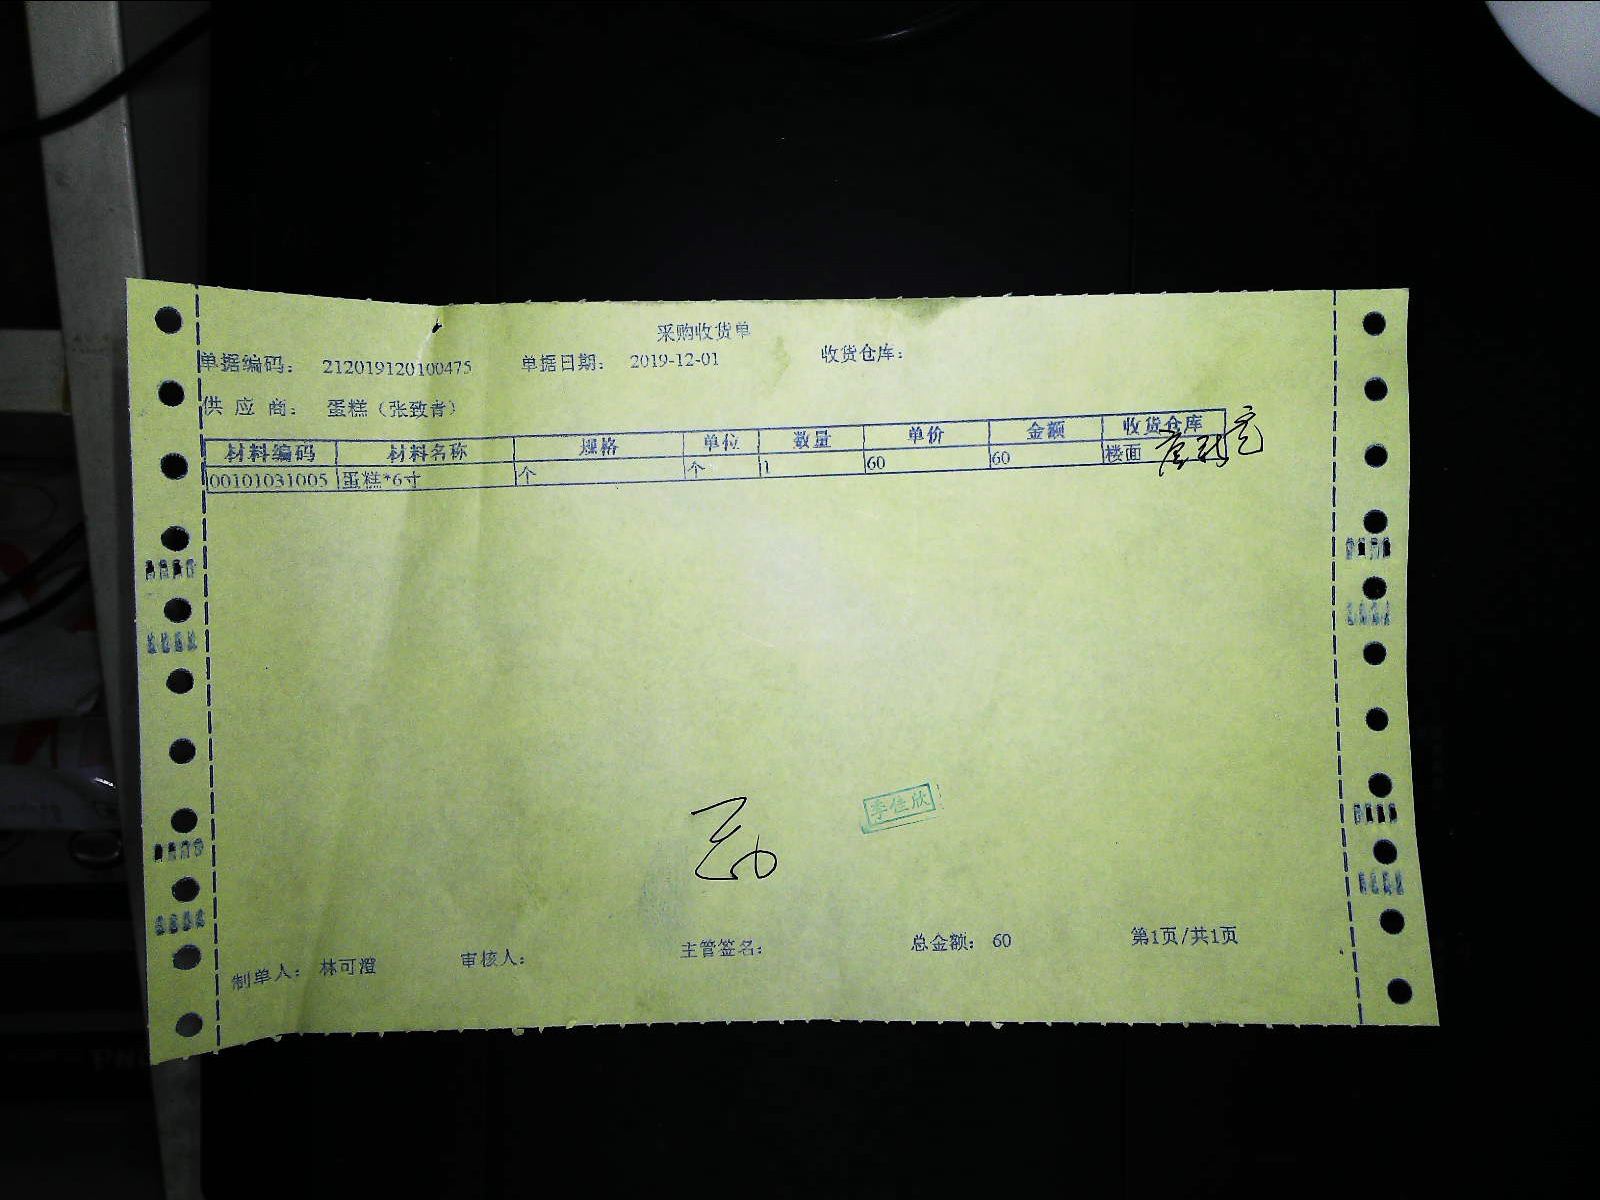 采购收货单
单据编码： 212019120100475 单据日期： 2019-12-01 收货仓库：
供 应 商： 蛋糕（张致青）
材料编码 材料名称 规格 单位 数量 单价 金额 收货仓库
00101031005 蛋糕*6寸 个 个 1 60 60 楼面
李佳欣
制单人： 林可澄 审核人： 主管签名： 总金额： 60 第1页/共1页